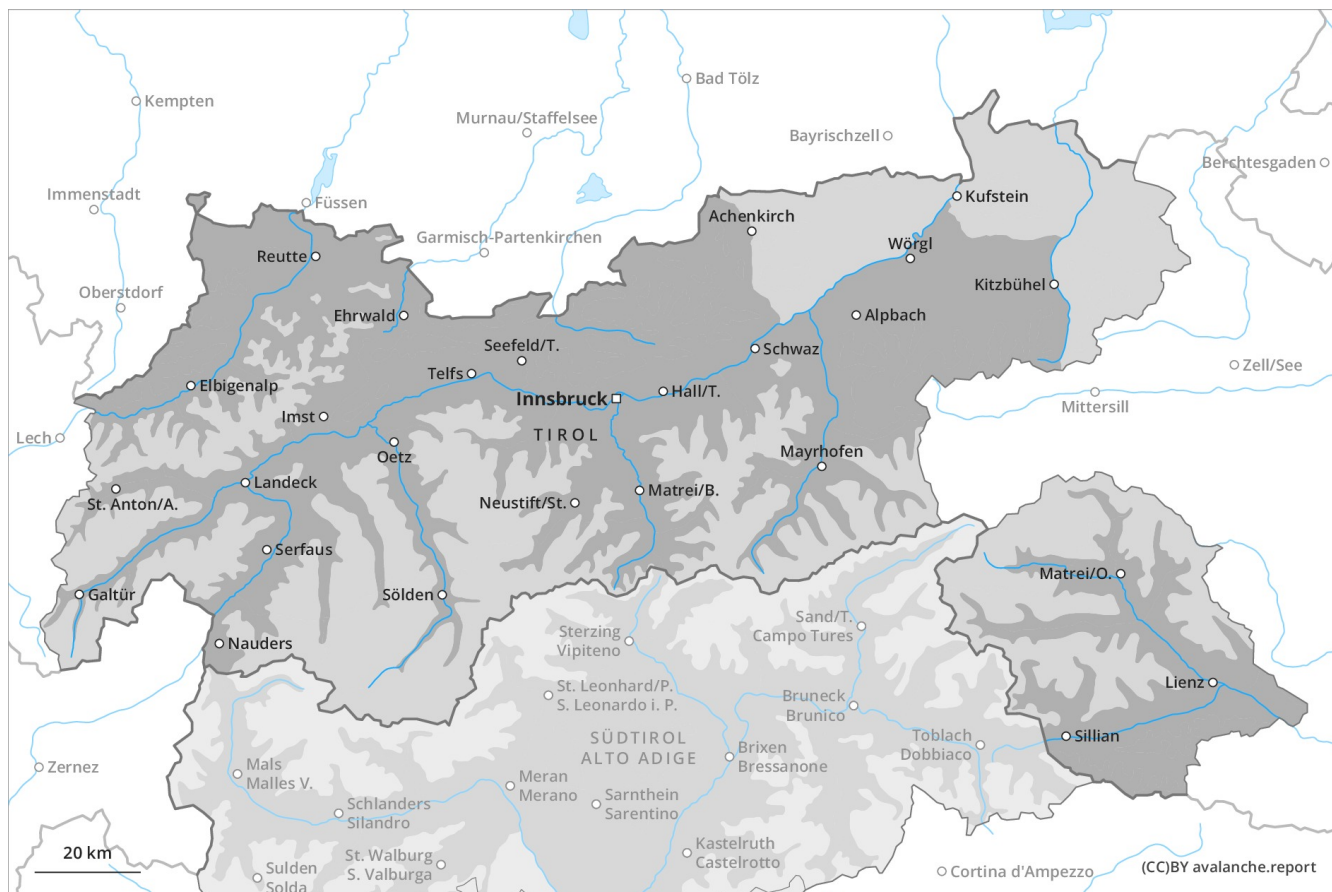 Bad Tölz
Kempten
Murnau/Staffelsee
Bayrischzell
Berchtesgaden
Immenstadt
Füssen
Kufstein
Achenkirch
Garmisch-Partenkirchen
Wörgl
Reutte
Kitzbühel
Oberstdorf
Ehrwald
Alpbach
Seefeld/T.
Schwaz
Zell/See
Telfs
Elbigenalp
Innsbruck
Hall/T.
Mittersill
Imst
TIROL
Lech
Oetz
Mayrhofen
Landeck
Matrei/B.
St. Anton/A.
Neustift/St.
Serfaus
Matrei/O.
Galtür
Sölden
Sand/T.
Campo Tures
Sterzing
Vipiteno
Nauders
Lienz
St. Leonhard/P.
S. Leonardo i. P.
Bruneck
Brunico
Sillian
SÜDTIROL
ALTO ADIGE
Toblach
Dobbiaco
Brixen
Bressanone
Zernez
Mals
Malles V.
Meran
Merano
Sarnthein
Sarentino
Schlanders
Silandro
Kastelruth
Castelrotto
20 km
St. Walburg
S. Valburga
Sulden
Solda
Cortina d'Ampezzo
(CC)BY avalanche.report